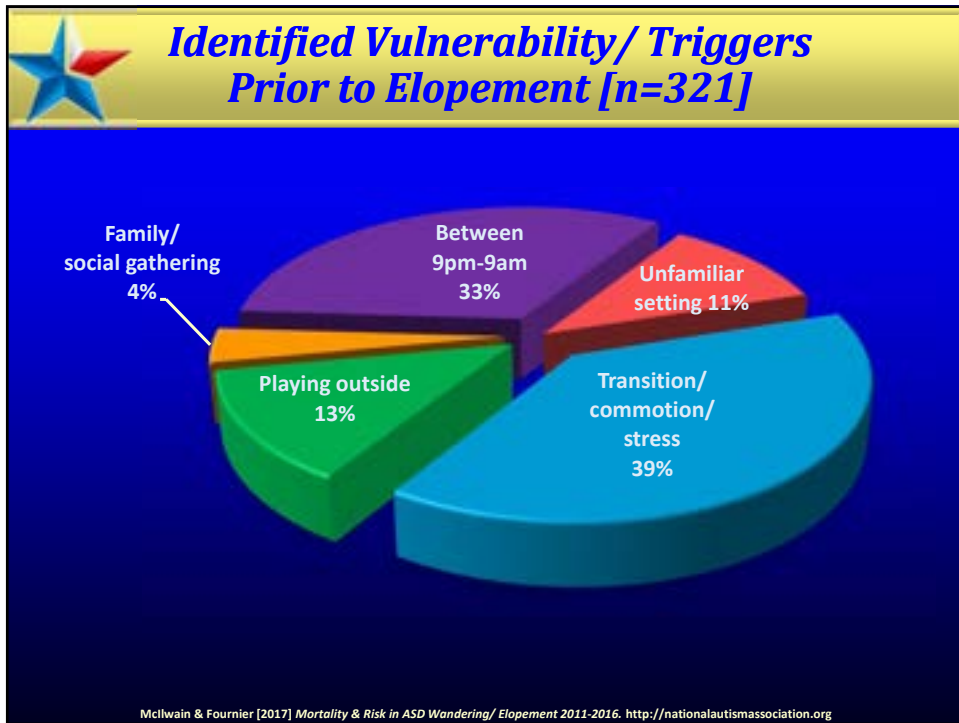 Identified Vulnerability/ Triggers
Prior to Elopement [n=321]
Family/
social gathering
4%
Between
9pm-9am
33%
Unfamiliar
setting 11%
Playing outside
13%
Transition/
commotion/
stress
39%
McIlwain & Fournier [2017] Mortality & Risk in ASD Wandering/ Elopement 2011-2016. http://nationalautismassociation.org